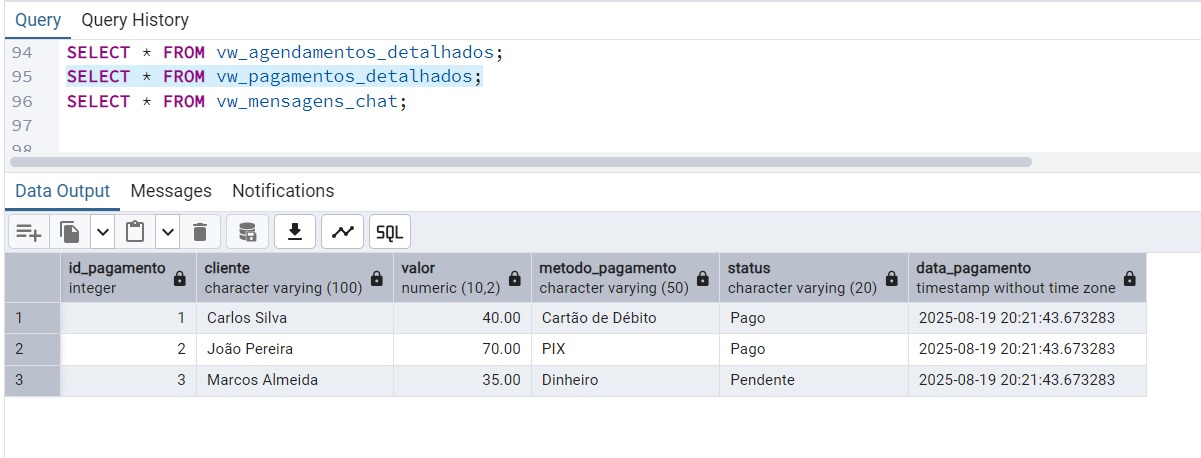 Query Query History
94 SELECT * FROM vw_agendamentos_detalhados;
95 SELECT * FROM vw_pagamentos_detalhados;
96 SELECT * FROM vw_mensagens_chat;
97
98
Data Output Messages Notifications
SQL
id_pagamento cliente valor metodo_pagamento status data_pagamento
integer character varying (100) numeric (10,2) character varying (50) character varying (20) timestamp without time zone
1 1 Carlos Silva 40.00 Cartão de Débito Pago 2025-08-19 20:21:43.673283
2 2 João Pereira 70.00 PIX Pago 2025-08-19 20:21:43.673283
3 3 Marcos Almeida 35.00 Dinheiro Pendente 2025-08-19 20:21:43.673283